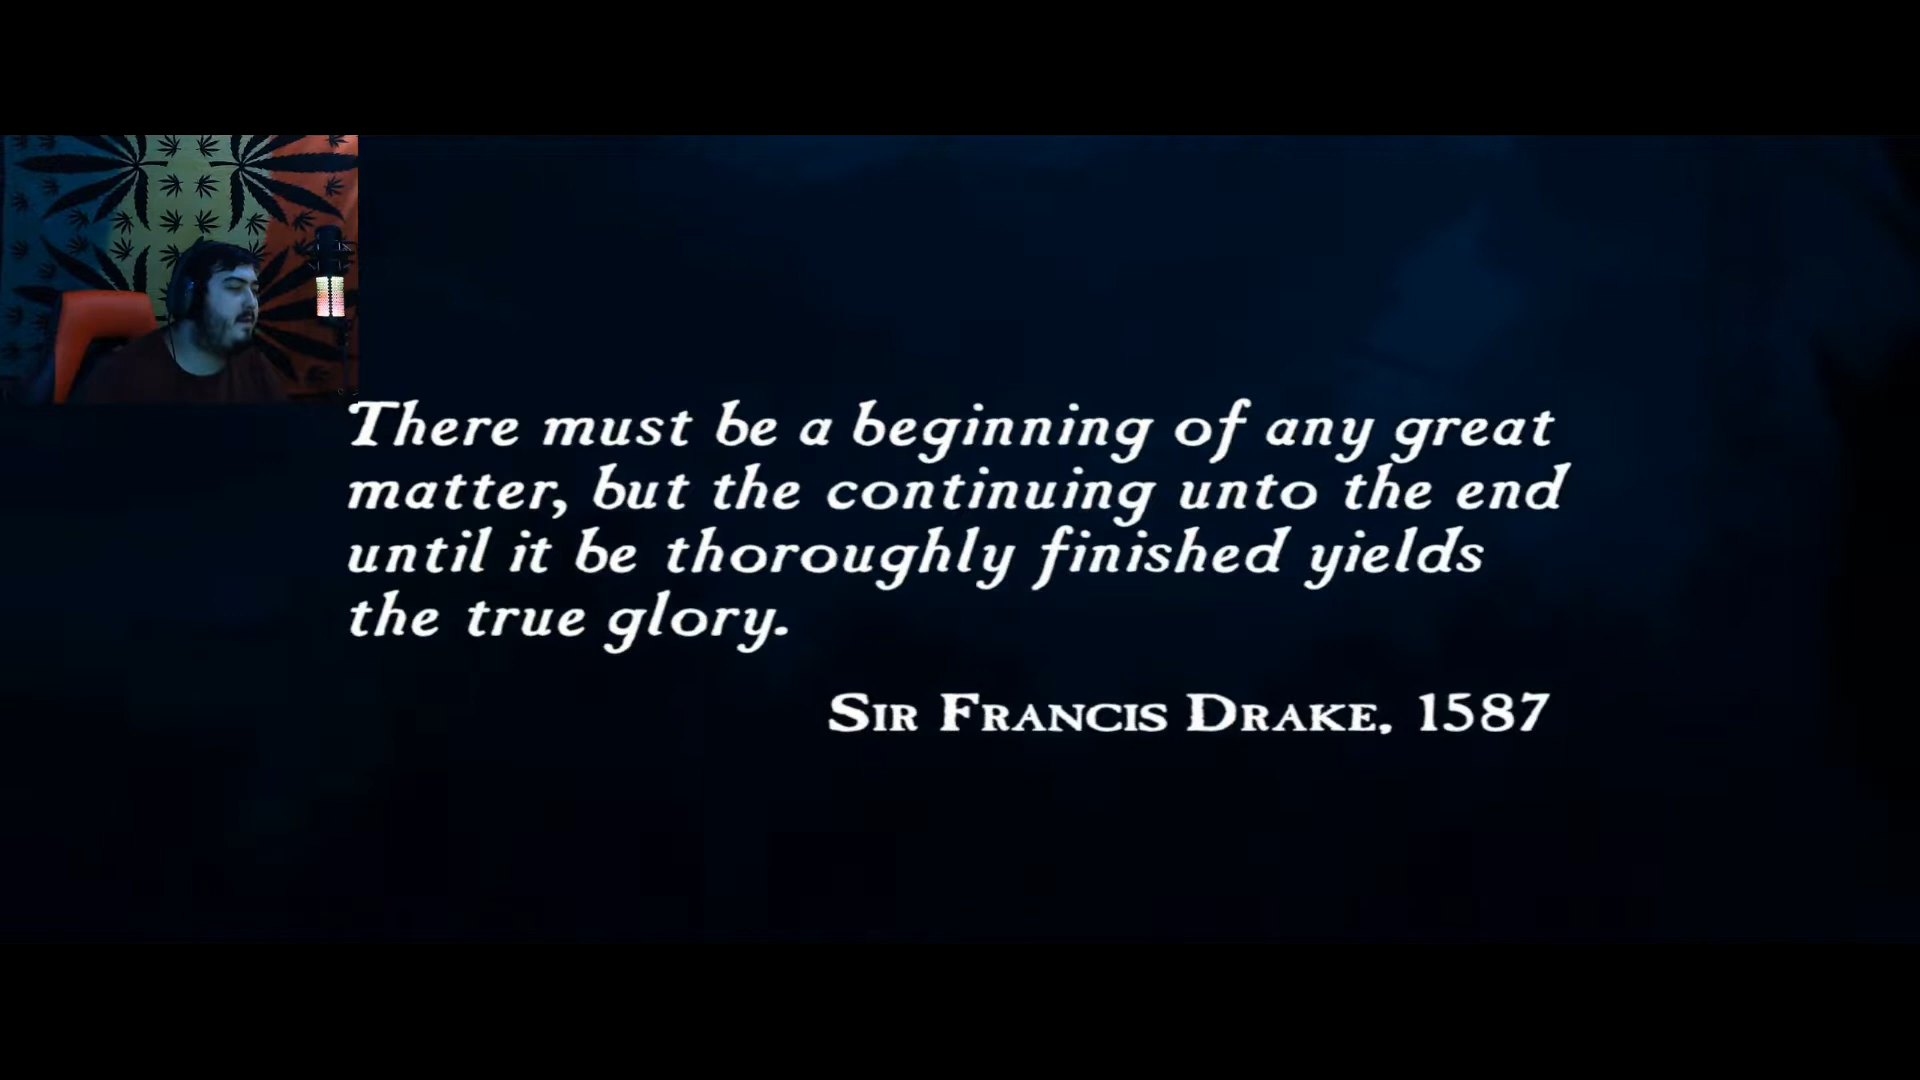 There must be a beginning of any great
matter, but the continuing unto the end
until it be thoroughly finished yields
the true glory.
Sir Francis Drake, 1587